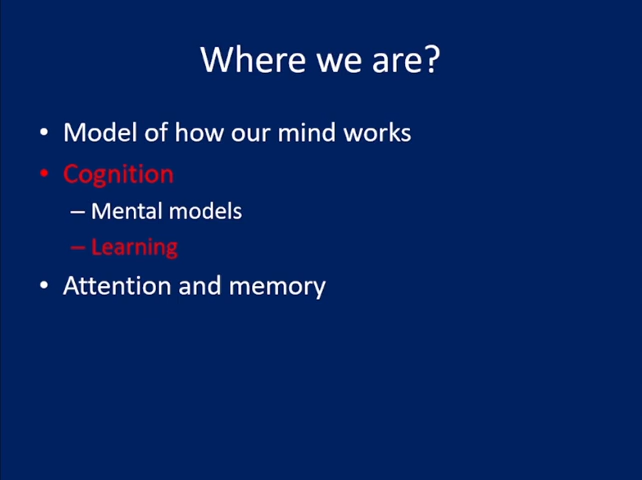 Where we are?
• Model of how our mind works
• Cognition
– Mental models
– Learning
• Attention and memory